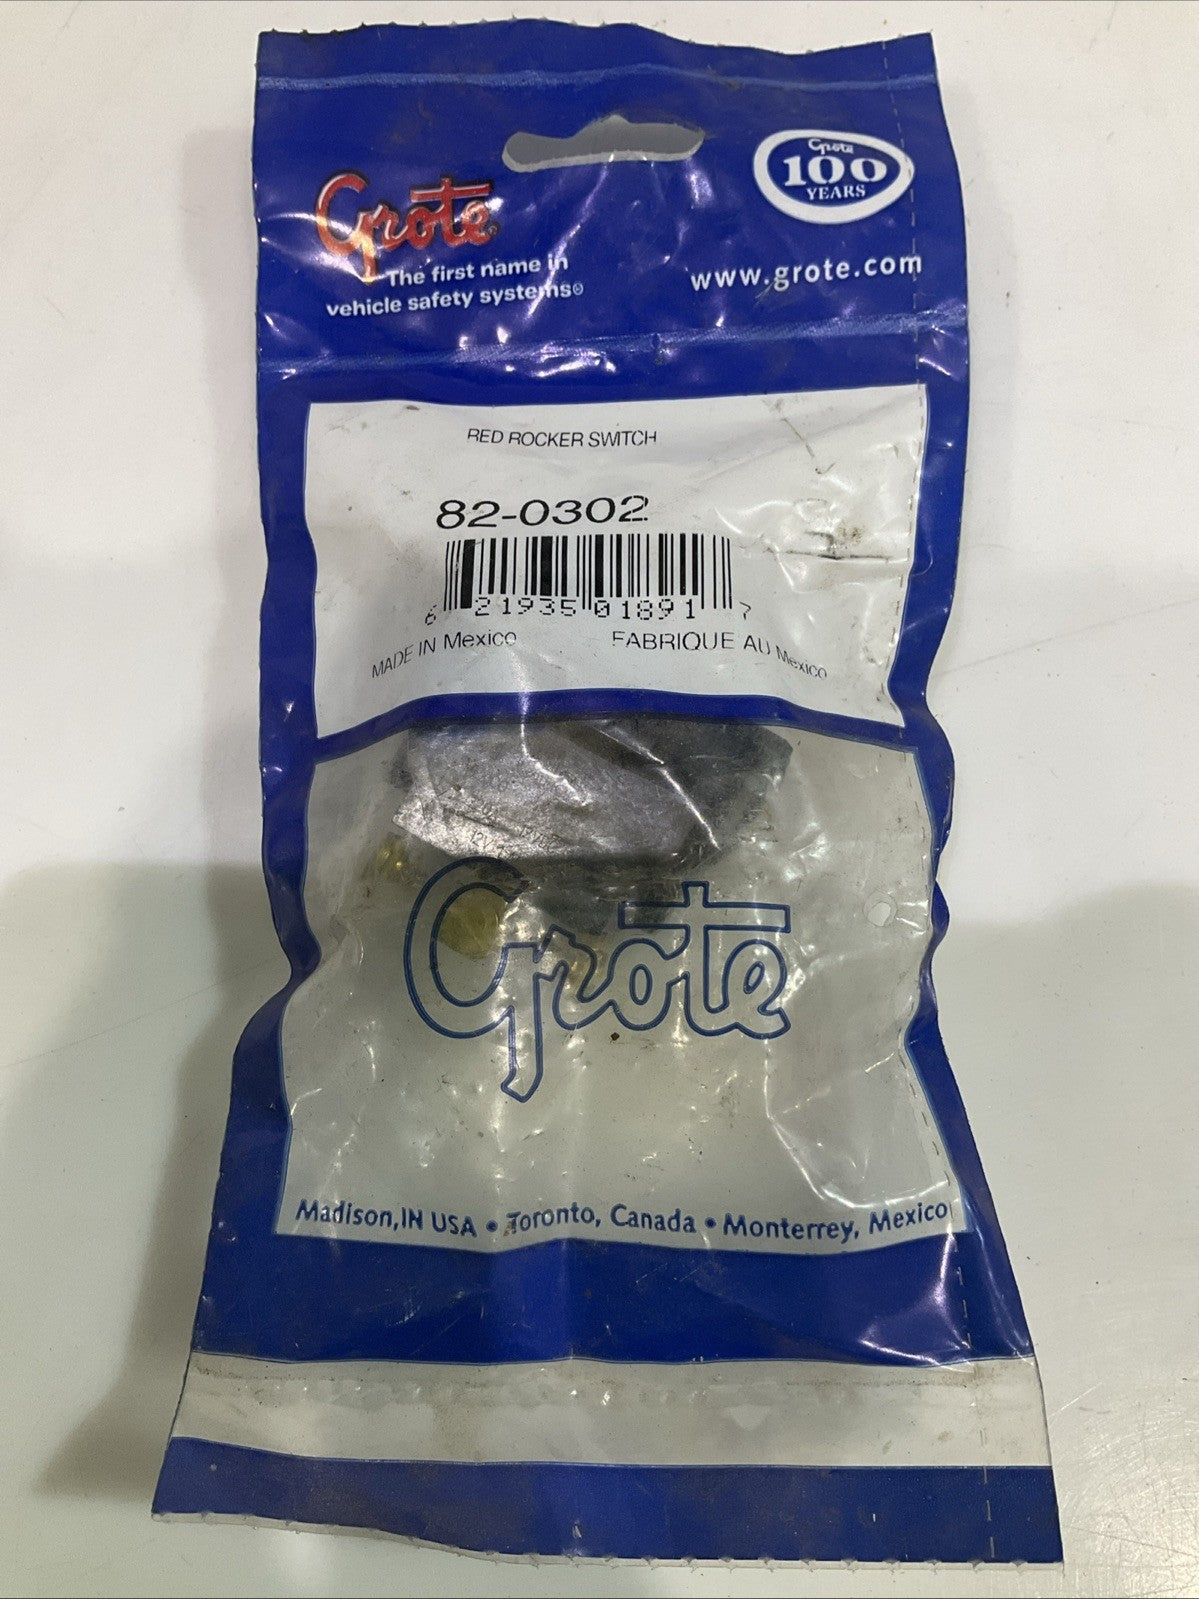 Grote
100
YEARS
Grote
The first name in
vehicle safety systems®
www.grote.com
RED ROCKER SWITCH
82-0302
6 21935 01891 7
MADE IN Mexico FABRIQUE AU Mexico
12V
Grote
Madison, IN USA • Toronto, Canada • Monterrey, Mexico